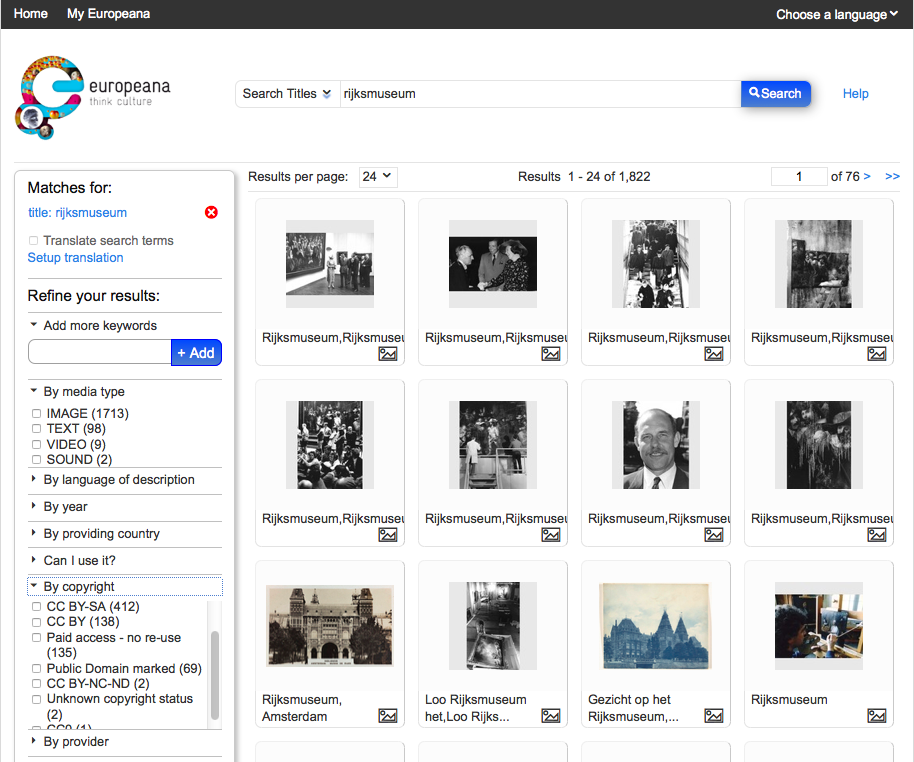 Home My Europeana Choose a language
europeana
think culture
Search Titles rijksmuseum Search Help
Matches for:
title: rijksmuseum
Translate search terms
Setup translation
Refine your results:
Add more keywords
+ Add
By media type
IMAGE (1713)
TEXT (98)
VIDEO (9)
SOUND (2)
By language of description
By year
By providing country
Can I use it?
By copyright
CC BY-SA (412)
CC BY (138)
Paid access - no re-use
(135)
Public Domain marked (69)
CC BY-NC-ND (2)
Unknown copyright status
(2)
CC0 (1)
By provider
Results per page: 24 Results 1 - 24 of 1,822 1 of 76 > >>
Rijksmuseum,Rijksmuseu Rijksmuseum,Rijksmuseu Rijksmuseum,Rijksmuseu Rijksmuseum,Rijksmuseu
Rijksmuseum,Rijksmuseu Rijksmuseum,Rijksmuseu Rijksmuseum,Rijksmuseu Rijksmuseum,Rijksmuseu
Rijksmuseum,
Amsterdam
Loo Rijksmuseum
het,Loo Rijks...
Gezicht op het
Rijksmuseum,...
Rijksmuseum